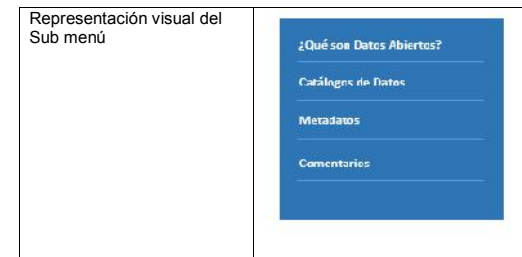 Representación visual del
Sub menú
¿Qué son Datos Abiertos?
Catálogos de Datos
Metadatos
Comentarios